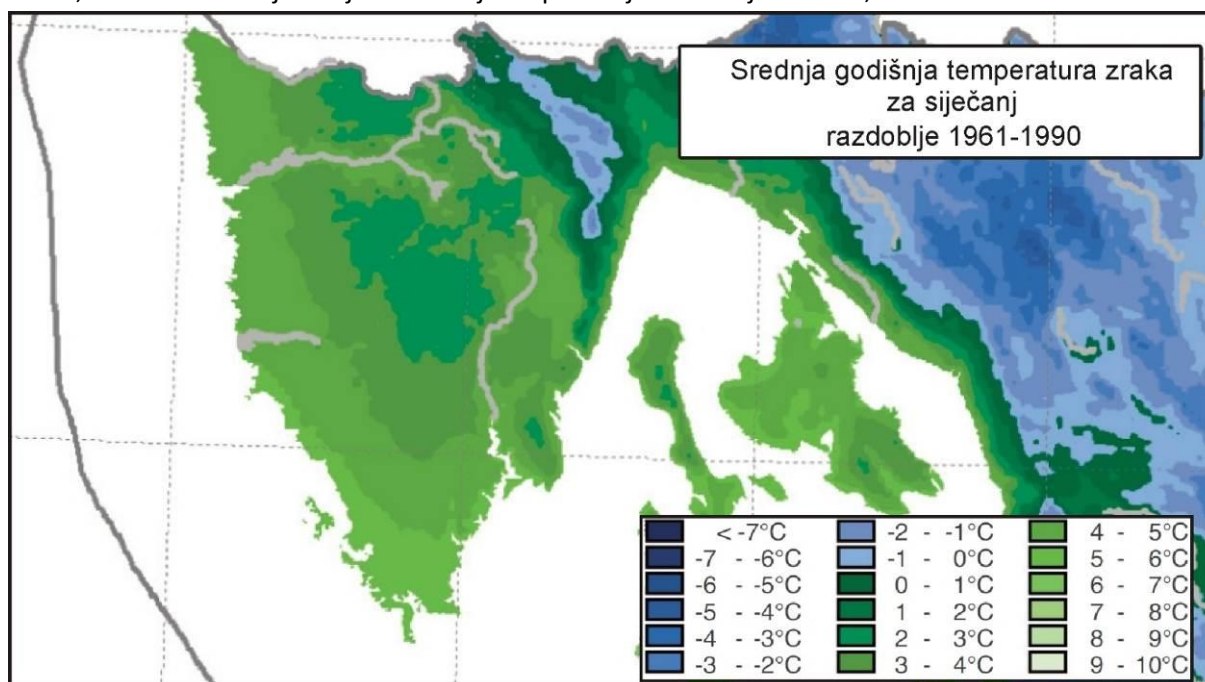 Srednja godišnja temperatura zraka
za siječanj
razdoblje 1961-1990
< -7°C
-7 - -6°C
-6 - -5°C
-5 - -4°C
-4 - -3°C
-3 - -2°C
-2 - -1°C
-1 - 0°C
0 - 1°C
1 - 2°C
2 - 3°C
3 - 4°C
4 - 5°C
5 - 6°C
6 - 7°C
7 - 8°C
8 - 9°C
9 - 10°C